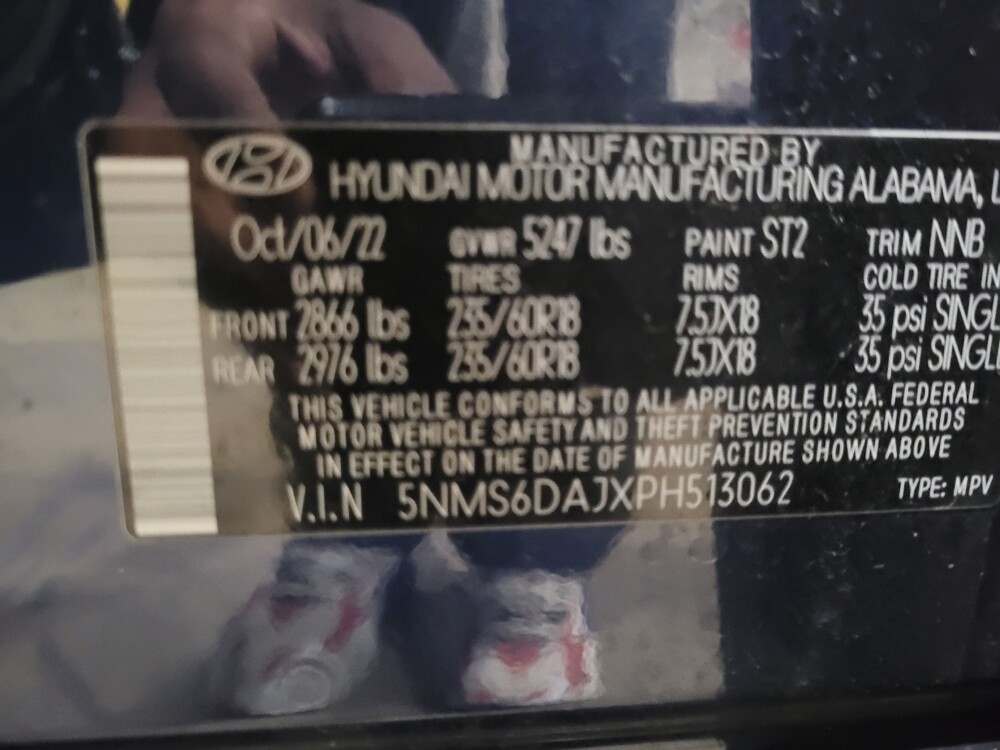 MANUFACTURED BY
HYUNDAI MOTOR MANUFACTURING ALABAMA, L
Oct/06/22 GVWR 5247 lbs PAINT ST2 TRIM NNB
GAWR TIRES RIMS COLD TIRE IN
FRONT 2866 lbs 235/60R18 7.5JX18 35 psi SINGL
REAR 2976 lbs 235/60R18 7.5JX18 35 psi SINGL
THIS VEHICLE CONFORMS TO ALL APPLICABLE U.S.A. FEDERAL
MOTOR VEHICLE SAFETY AND THEFT PREVENTION STANDARDS
IN EFFECT ON THE DATE OF MANUFACTURE SHOWN ABOVE
V.I.N 5NMS6DAJXPH513062 TYPE: MPV